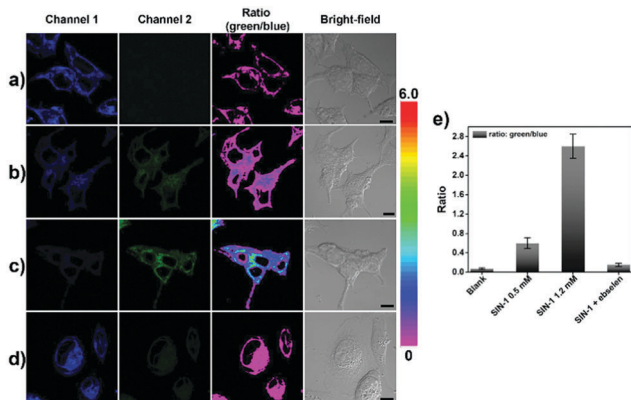 Channel 1 Channel 2 Ratio (green/blue) Bright-field
a)
b)
c)
d)
6.0
0
e)
ratio: green/blue
Ratio
2.8
2.4
2.0
1.6
1.2
0.8
0.4
0.0
Blank
SIN-1 0.5 mM
SIN-1 1.2 mM
SIN-1 + ebselen